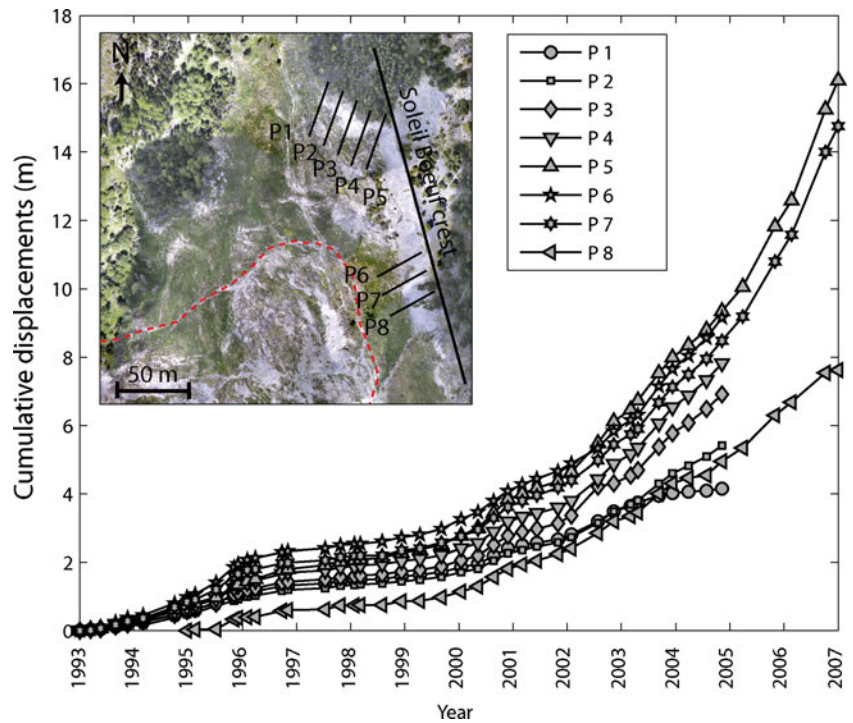 18
16
14
12
10
8
6
4
2
0
Cumulative displacements (m)
N
P1
P2
P3
P4
P5
Soleil Boeuf crest
P6
P7
P8
50 m
P 1
P 2
P 3
P 4
P 5
P 6
P 7
P 8
1993
1994
1995
1996
1997
1998
1999
2000
2001
2002
2003
2004
2005
2006
2007
Year